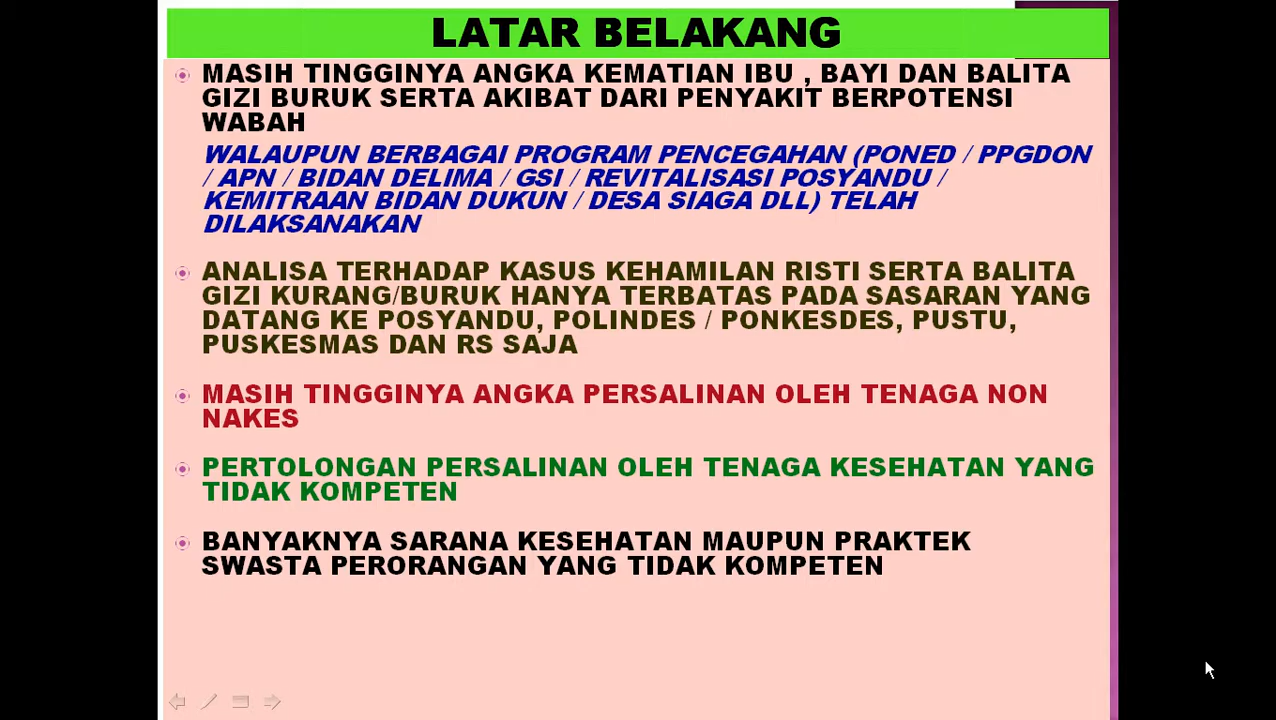 LATAR BELAKANG
MASIH TINGGINYA ANGKA KEMATIAN IBU , BAYI DAN BALITA
GIZI BURUK SERTA AKIBAT DARI PENYAKIT BERPOTENSI
WABAH
WALAUPUN BERBAGAI PROGRAM PENCEGAHAN (PONED / PPGDON
/ APN / BIDAN DELIMA / GSI / REVITALISASI POSYANDU /
KEMITRAAN BIDAN DUKUN / DESA SIAGA DLL) TELAH
DILAKSANAKAN
ANALISA TERHADAP KASUS KEHAMILAN RISTI SERTA BALITA
GIZI KURANG/BURUK HANYA TERBATAS PADA SASARAN YANG
DATANG KE POSYANDU, POLINDES / PONKESDES, PUSTU,
PUSKESMAS DAN RS SAJA
MASIH TINGGINYA ANGKA PERSALINAN OLEH TENAGA NON
NAKES
PERTOLONGAN PERSALINAN OLEH TENAGA KESEHATAN YANG
TIDAK KOMPETEN
BANYAKNYA SARANA KESEHATAN MAUPUN PRAKTEK
SWASTA PERORANGAN YANG TIDAK KOMPETEN